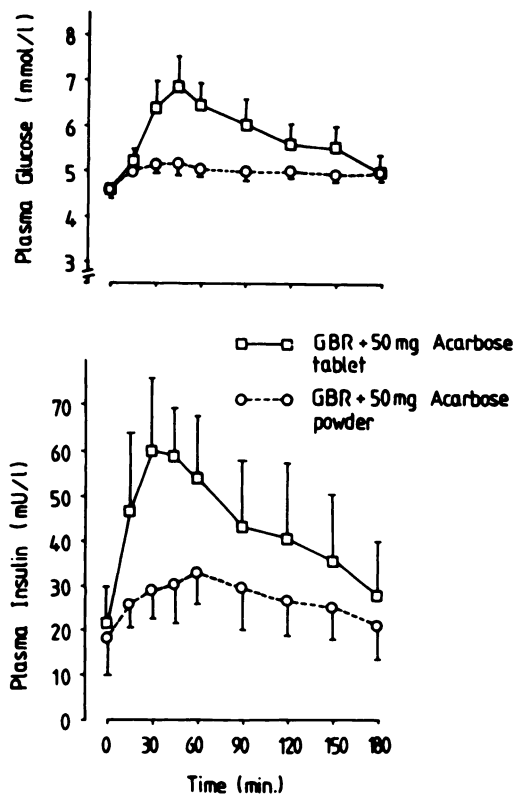 Plasma Glucose (mmol/l)
8
7
6
5
4
3
GBR + 50 mg Acarbose
tablet
GBR + 50 mg Acarbose
powder
Plasma Insulin (mU/l)
70
60
50
40
30
20
10
0
0 30 60 90 120 150 180
Time (min.)